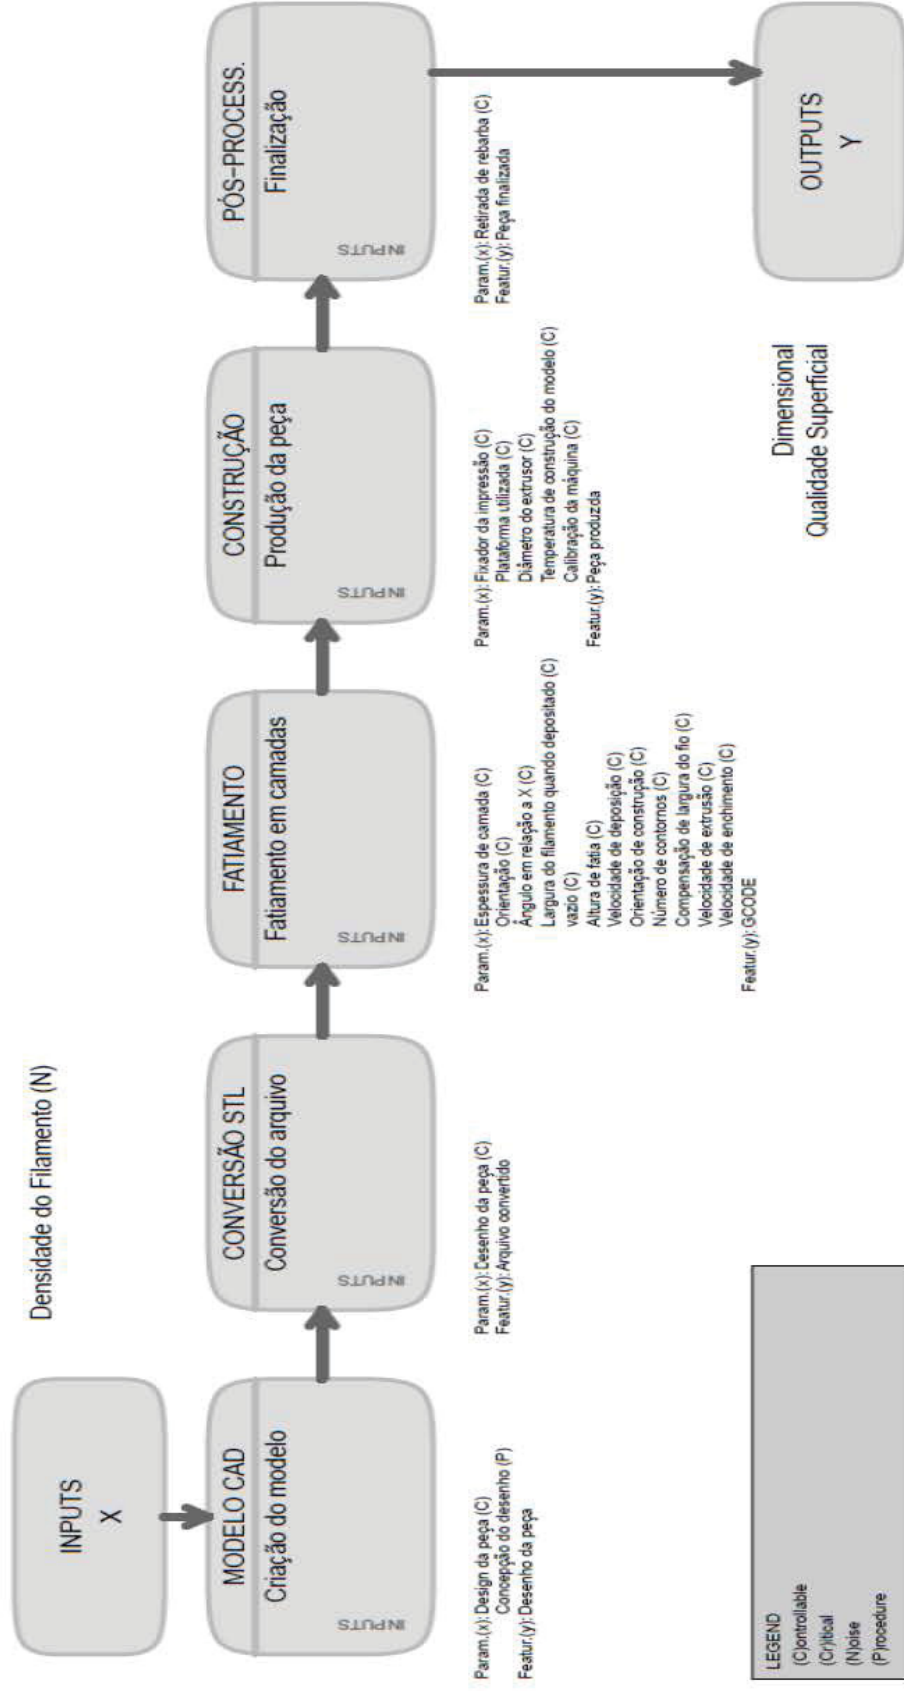 INPUTS
X
Densidade do Filamento (N)
MODELO CAD
Criação do modelo
INPUTS
Param.(x): Design da peça (C)
Concepção do desenho (P)
Featur.(y): Desenho da peça
CONVERSÃO STL
Conversão do arquivo
INPUTS
Param.(x): Desenho da peça (C)
Featur.(y): Arquivo convertido
FATIAMENTO
Fatiamento em camadas
INPUTS
Param.(x): Espessura de camada (C)
Orientação (C)
Ângulo em relação a X (C)
Largura do filamento quando depositado (C)
vazio (C)
Altura de fatia (C)
Velocidade de deposição (C)
Orientação de construção (C)
Número de contornos (C)
Compensação de largura do fio (C)
Velocidade de extrusão (C)
Velocidade de enchimento (C)
Featur.(y): GCODE
CONSTRUÇÃO
Produção da peça
INPUTS
Param.(x): Fixador da impressão (C)
Plataforma utilizada (C)
Diâmetro do extrusor (C)
Temperatura de construção do modelo (C)
Calibração da máquina (C)
Featur.(y): Peça produzda
PÓS-PROCESS.
Finalização
INPUTS
Param.(x): Retirada de rebarba (C)
Featur.(y): Peça finalizada
OUTPUTS
Y
Dimensional
Qualidade Superficial
LEGEND
(C)ontrollable
(Cr)itical
(N)oise
(P)rocedure